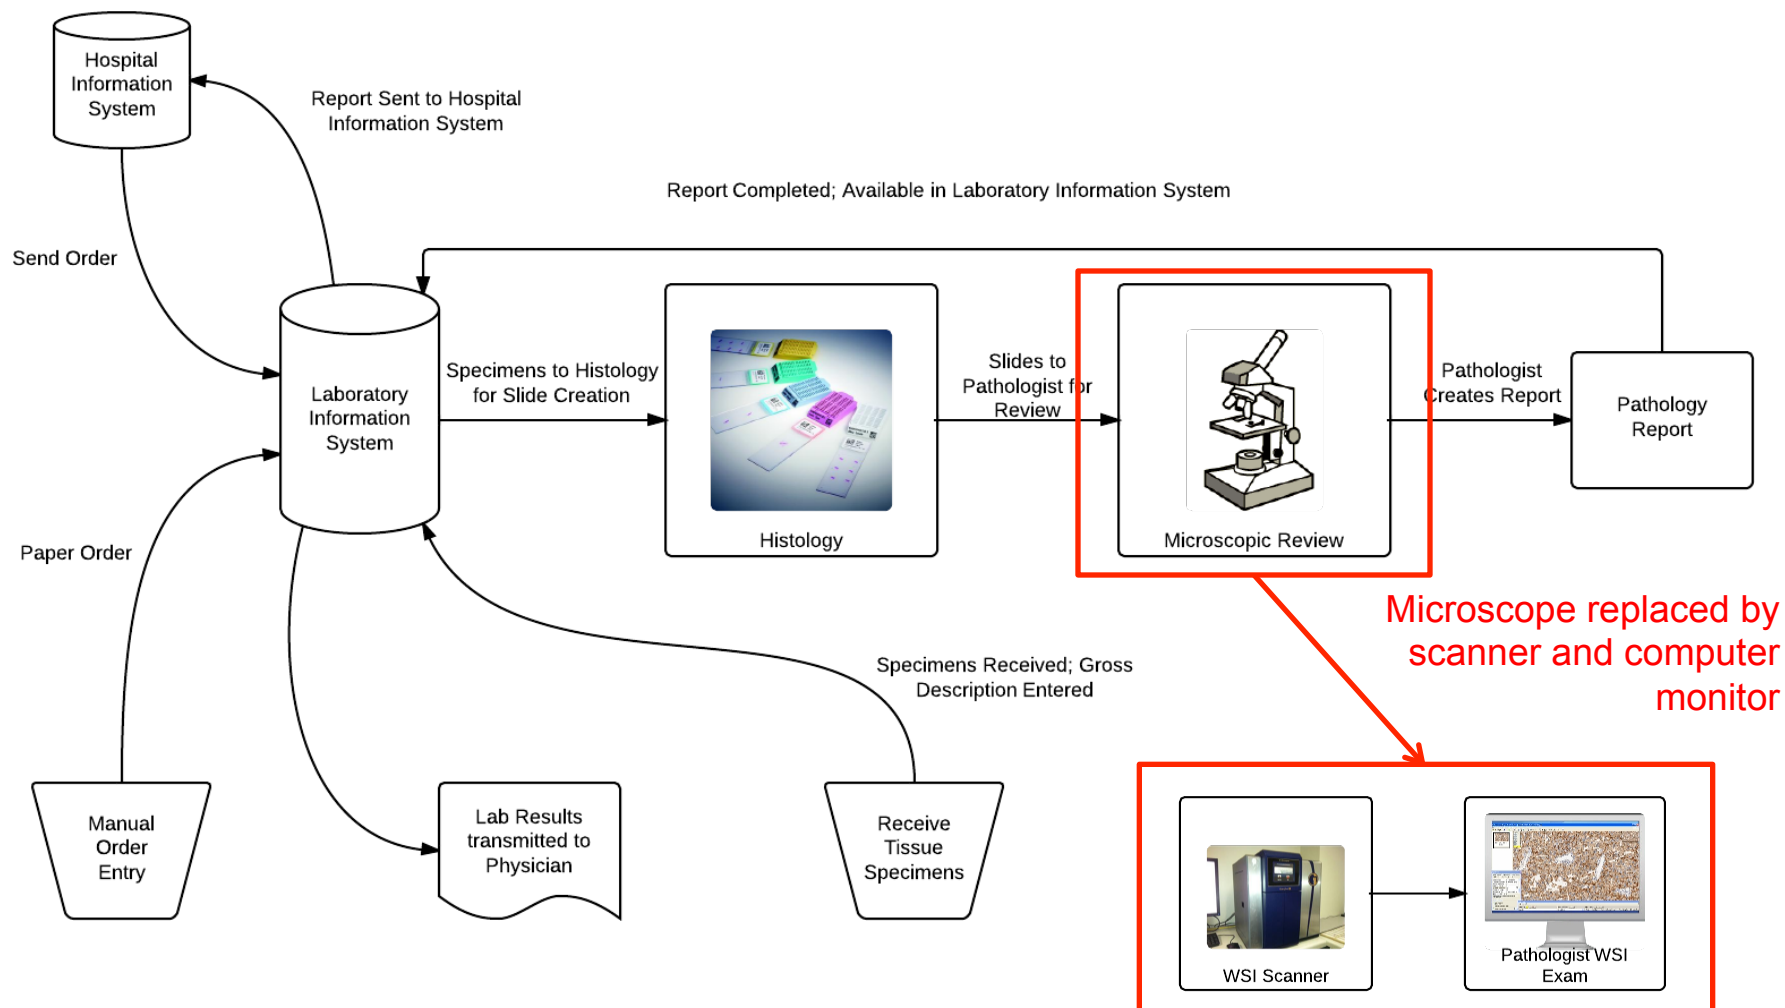 Hospital
Information
System
Report Sent to Hospital
Information System
Report Completed; Available in Laboratory Information System
Send Order
Laboratory
Information
System
Specimens to Histology
for Slide Creation
Histology
Slides to
Pathologist for
Review
Microscopic Review
Pathologist
Creates Report
Pathology
Report
Paper Order
Microscope replaced by
scanner and computer
monitor
Specimens Received; Gross
Description Entered
Manual
Order
Entry
Lab Results
transmitted to
Physician
Receive
Tissue
Specimens
WSI Scanner
Pathologist WSI
Exam